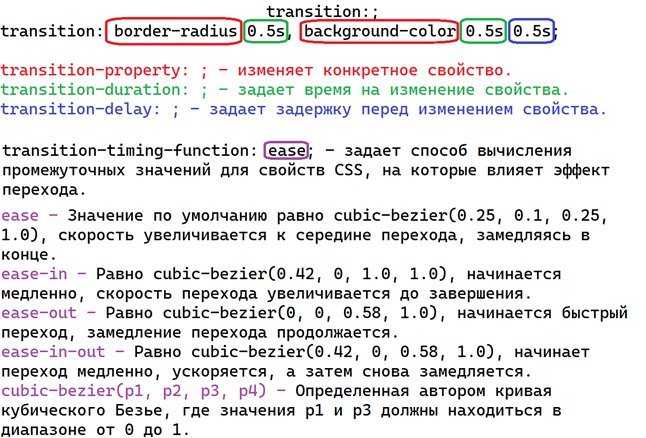 transition:;
transition: border-radius 0.5s, background-color 0.5s 0.5s;
transition-property: ; – изменяет конкретное свойство.
transition-duration: ; – задает время на изменение свойства.
transition-delay: ; – задает задержку перед изменением свойства.
transition-timing-function: ease; – задает способ вычисления
промежуточных значений для свойств CSS, на которые влияет эффект
перехода.
ease – Значение по умолчанию равно cubic-bezier(0.25, 0.1, 0.25,
1.0), скорость увеличивается к середине перехода, замедляясь в
конце.
ease-in – Равно cubic-bezier(0.42, 0, 1.0, 1.0), начинается
медленно, скорость перехода увеличивается до завершения.
ease-out – Равно cubic-bezier(0, 0, 0.58, 1.0), начинается быстрый
переход, замедление перехода продолжается.
ease-in-out – Равно cubic-bezier(0.42, 0, 0.58, 1.0), начинает
переход медленно, ускоряется, а затем снова замедляется.
cubic-bezier(p1, p2, p3, p4) – Определенная автором кривая
кубического Безье, где значения p1 и p3 должны находиться в
диапазоне от 0 до 1.